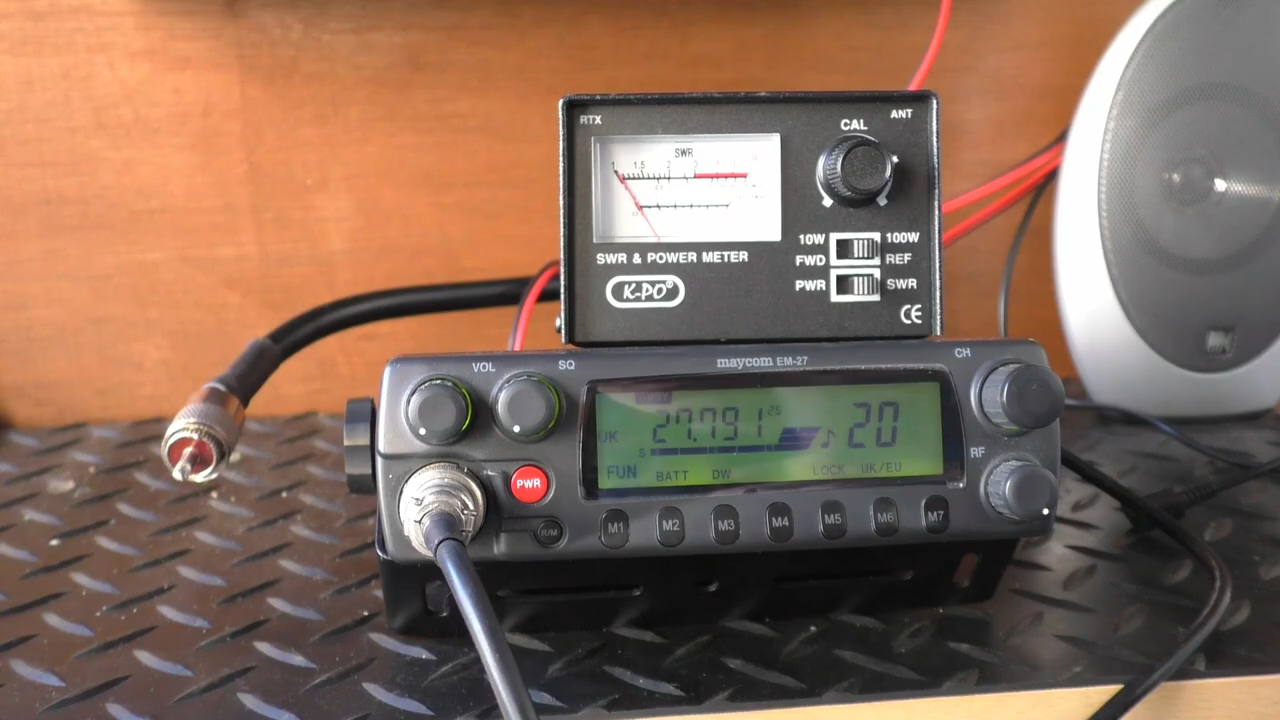 RTX
ANT
CAL
SWR
1 1.5 2 3
10W 100W
FWD REF
SWR & POWER METER
PWR SWR
K-PO®
CE
maycom EM-27
VOL
SQ
CH
BUSY
27.791 25
20
UK
S
FUN BATT DW LOCK UK/EU
RF
PWR
R/M
M1 M2 M3 M4 M5 M6 M7